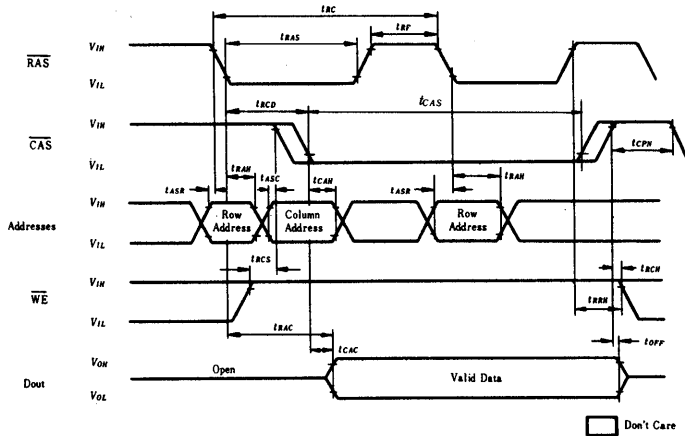 tRC
tRAS
tRP
RAS
VIH
VIL
tRCD
tCAS
CAS
VIH
VIL
tCPN
tRAH
tASC
tCAH
tASR
tASR
tRAH
Addresses
VIH
VIL
Row Address
Column Address
Row Address
tRCS
WE
VIH
VIL
tRCH
tRRH
tRAC
tCAC
tOFF
Dout
VOH
VOL
Open
Valid Data
Don't Care